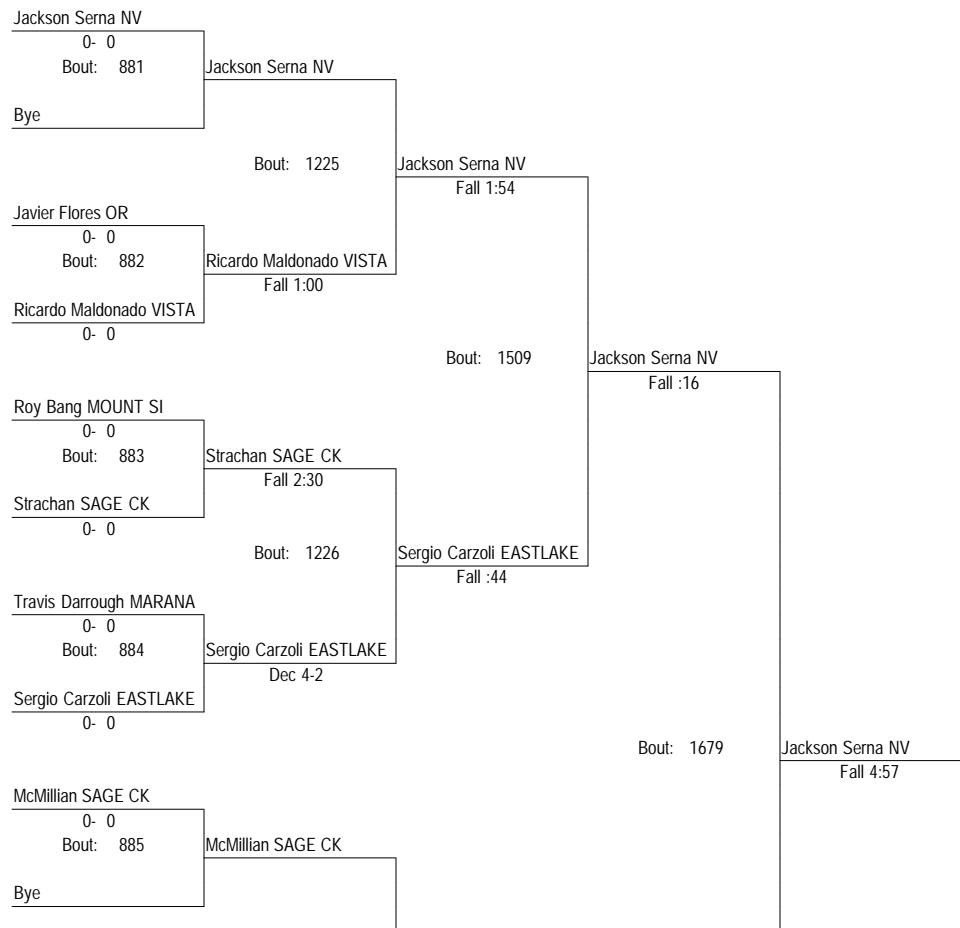 Jackson Serna NV
0- 0
Bout: 881
Jackson Serna NV
Bye
Bout: 1225
Jackson Serna NV
Fall 1:54
Javier Flores OR
0- 0
Bout: 882
Ricardo Maldonado VISTA
Fall 1:00
Ricardo Maldonado VISTA
0- 0
Bout: 1509
Jackson Serna NV
Fall :16
Roy Bang MOUNT SI
0- 0
Bout: 883
Strachan SAGE CK
Fall 2:30
Strachan SAGE CK
0- 0
Bout: 1226
Sergio Carzoli EASTLAKE
Fall :44
Travis Darrough MARANA
0- 0
Bout: 884
Sergio Carzoli EASTLAKE
Dec 4-2
Sergio Carzoli EASTLAKE
0- 0
Bout: 1679
Jackson Serna NV
Fall 4:57
McMillian SAGE CK
0- 0
Bout: 885
McMillian SAGE CK
Bye